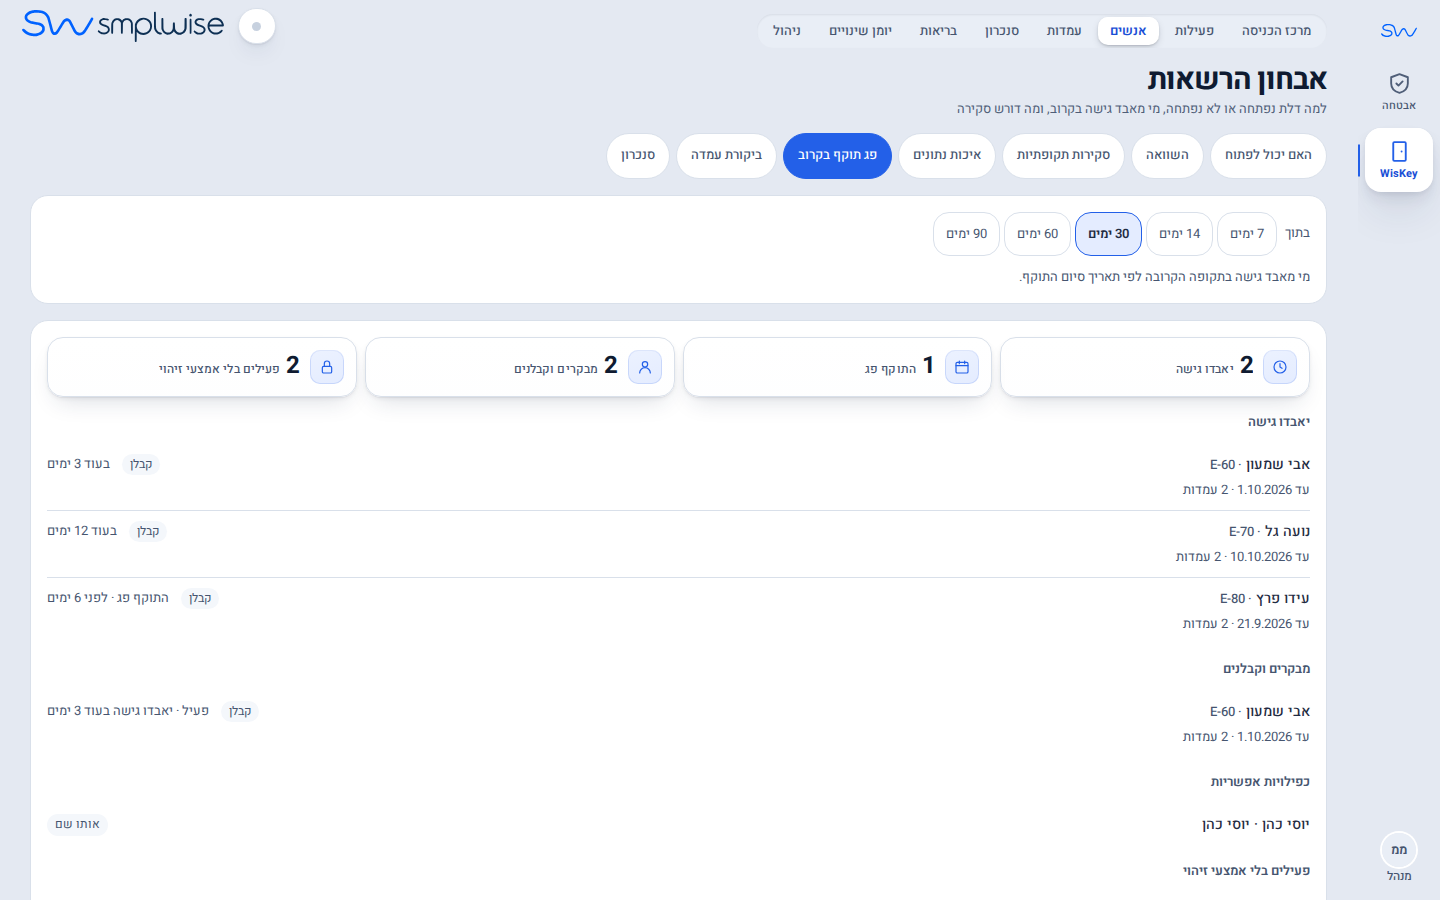 smplwise
מרכז הכניסה
פעילות
אנשים
עמדות
סנכרון
בריאות
יומן שינויים
ניהול
אבטחה
WisKey
אבחון הרשאות
למה דלת נפתחה או לא נפתחה, מי מאבד גישה בקרוב, ומה דורש סקירה
האם יכול לפתוח
השוואה
סקירות תקופתיות
איכות נתונים
פג תוקף בקרוב
ביקורת עמדה
סנכרון
בתוך
7 ימים
14 ימים
30 ימים
60 ימים
90 ימים
מי מאבד גישה בתקופה הקרובה לפי תאריך סיום התוקף.
2 יאבדו גישה
1 התוקף פג
2 מבקרים וקבלנים
2 פעילים בלי אמצעי זיהוי
יאבדו גישה
אבי שמעון · E-60
קבלן
בעוד 3 ימים
עד 1.10.2026 · 2 עמדות
נועה גל · E-70
קבלן
בעוד 12 ימים
עד 10.10.2026 · 2 עמדות
עידו פרץ · E-80
קבלן
התוקף פג · לפני 6 ימים
עד 21.9.2026 · 2 עמדות
מבקרים וקבלנים
אבי שמעון · E-60
קבלן
פעיל · יאבדו גישה בעוד 3 ימים
עד 1.10.2026 · 2 עמדות
כפילויות אפשריות
יוסי כהן · יוסי כהן
אותו שם
פעילים בלי אמצעי זיהוי
ממ
מנהל